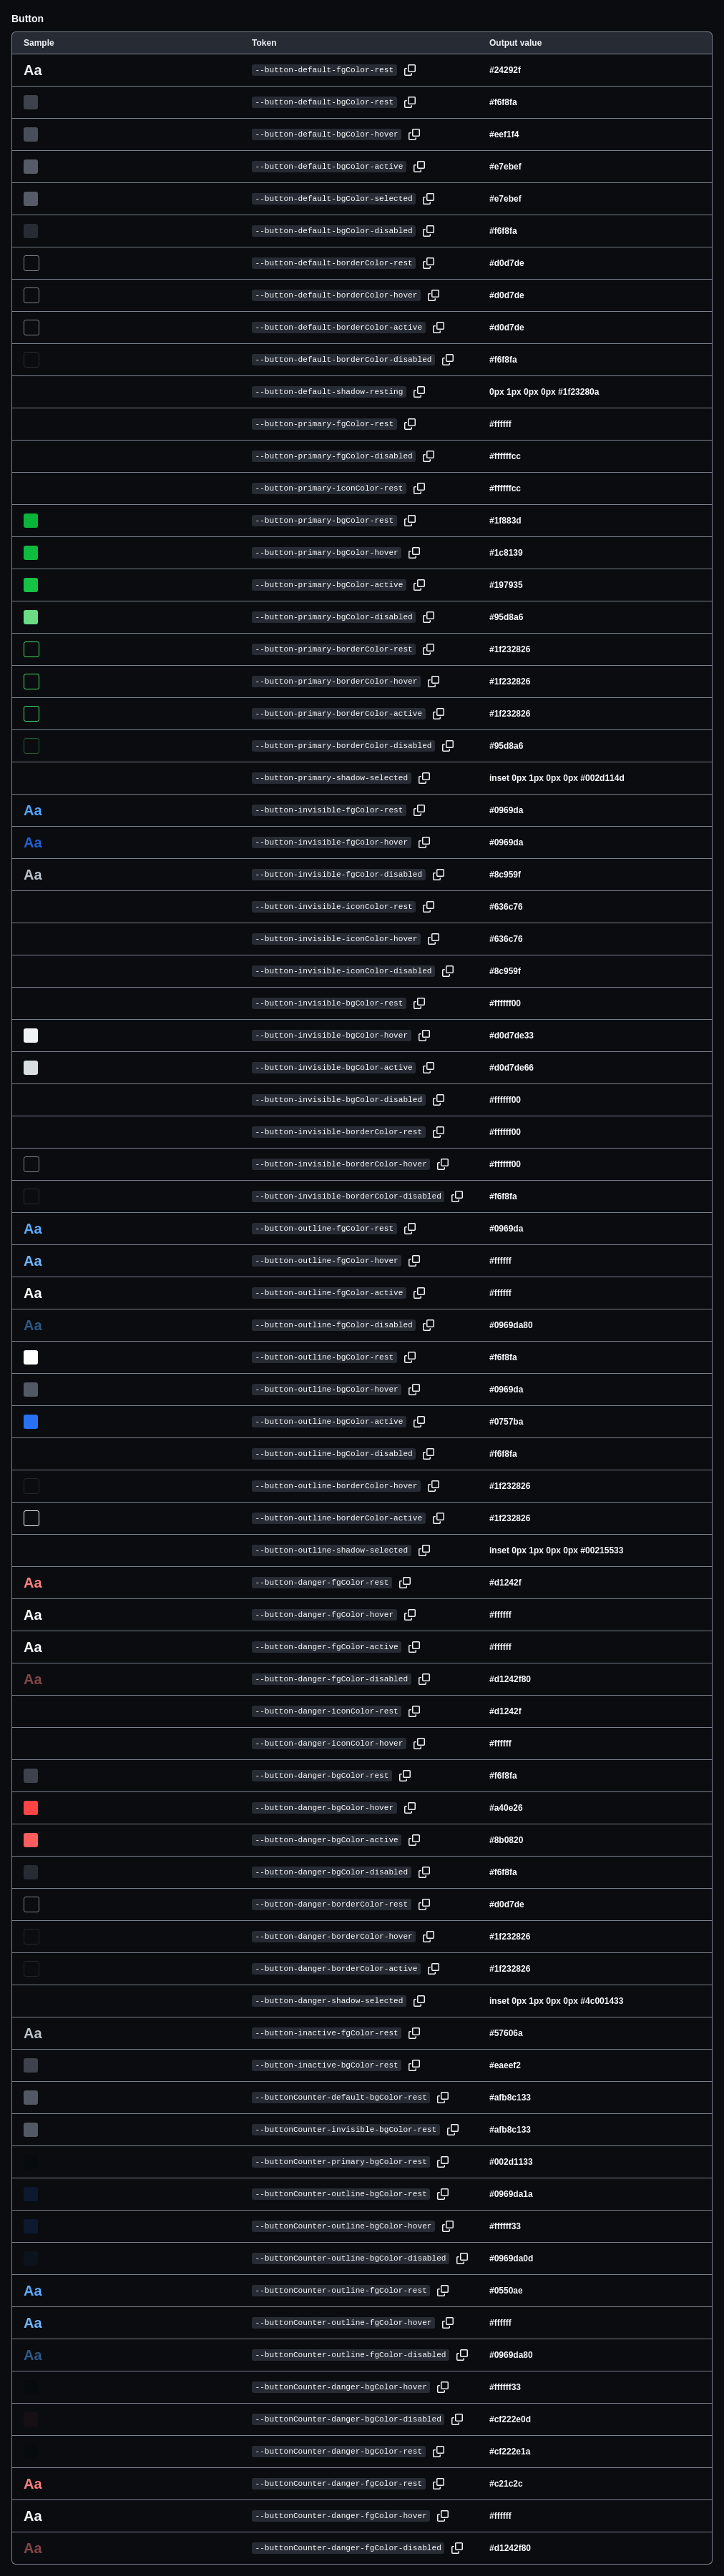 Button
Sample Token Output value
Aa --button-default-fgColor-rest #24292f
--button-default-bgColor-rest #f6f8fa
--button-default-bgColor-hover #eef1f4
--button-default-bgColor-active #e7ebef
--button-default-bgColor-selected #e7ebef
--button-default-bgColor-disabled #f6f8fa
--button-default-borderColor-rest #d0d7de
--button-default-borderColor-hover #d0d7de
--button-default-borderColor-active #d0d7de
--button-default-borderColor-disabled #f6f8fa
--button-default-shadow-resting 0px 1px 0px 0px #1f23280a
--button-primary-fgColor-rest #ffffff
--button-primary-fgColor-disabled #ffffffcc
--button-primary-iconColor-rest #ffffffcc
--button-primary-bgColor-rest #1f883d
--button-primary-bgColor-hover #1c8139
--button-primary-bgColor-active #197935
--button-primary-bgColor-disabled #95d8a6
--button-primary-borderColor-rest #1f232826
--button-primary-borderColor-hover #1f232826
--button-primary-borderColor-active #1f232826
--button-primary-borderColor-disabled #95d8a6
--button-primary-shadow-selected inset 0px 1px 0px 0px #002d114d
Aa --button-invisible-fgColor-rest #0969da
Aa --button-invisible-fgColor-hover #0969da
Aa --button-invisible-fgColor-disabled #8c959f
--button-invisible-iconColor-rest #636c76
--button-invisible-iconColor-hover #636c76
--button-invisible-iconColor-disabled #8c959f
--button-invisible-bgColor-rest #ffffff00
--button-invisible-bgColor-hover #d0d7de33
--button-invisible-bgColor-active #d0d7de66
--button-invisible-bgColor-disabled #ffffff00
--button-invisible-borderColor-rest #ffffff00
--button-invisible-borderColor-hover #ffffff00
--button-invisible-borderColor-disabled #f6f8fa
Aa --button-outline-fgColor-rest #0969da
Aa --button-outline-fgColor-hover #ffffff
Aa --button-outline-fgColor-active #ffffff
Aa --button-outline-fgColor-disabled #0969da80
--button-outline-bgColor-rest #f6f8fa
--button-outline-bgColor-hover #0969da
--button-outline-bgColor-active #0757ba
--button-outline-bgColor-disabled #f6f8fa
--button-outline-borderColor-hover #1f232826
--button-outline-borderColor-active #1f232826
--button-outline-shadow-selected inset 0px 1px 0px 0px #00215533
Aa --button-danger-fgColor-rest #d1242f
Aa --button-danger-fgColor-hover #ffffff
Aa --button-danger-fgColor-active #ffffff
Aa --button-danger-fgColor-disabled #d1242f80
--button-danger-iconColor-rest #d1242f
--button-danger-iconColor-hover #ffffff
--button-danger-bgColor-rest #f6f8fa
--button-danger-bgColor-hover #a40e26
--button-danger-bgColor-active #8b0820
--button-danger-bgColor-disabled #f6f8fa
--button-danger-borderColor-rest #d0d7de
--button-danger-borderColor-hover #1f232826
--button-danger-borderColor-active #1f232826
--button-danger-shadow-selected inset 0px 1px 0px 0px #4c001433
Aa --button-inactive-fgColor-rest #57606a
--button-inactive-bgColor-rest #eaeef2
--buttonCounter-default-bgColor-rest #afb8c133
--buttonCounter-invisible-bgColor-rest #afb8c133
--buttonCounter-primary-bgColor-rest #002d1133
--buttonCounter-outline-bgColor-rest #0969da1a
--buttonCounter-outline-bgColor-hover #ffffff33
--buttonCounter-outline-bgColor-disabled #0969da0d
Aa --buttonCounter-outline-fgColor-rest #0550ae
Aa --buttonCounter-outline-fgColor-hover #ffffff
Aa --buttonCounter-outline-fgColor-disabled #0969da80
--buttonCounter-danger-bgColor-hover #ffffff33
--buttonCounter-danger-bgColor-disabled #cf222e0d
--buttonCounter-danger-bgColor-rest #cf222e1a
Aa --buttonCounter-danger-fgColor-rest #c21c2c
Aa --buttonCounter-danger-fgColor-hover #ffffff
Aa --buttonCounter-danger-fgColor-disabled #d1242f80